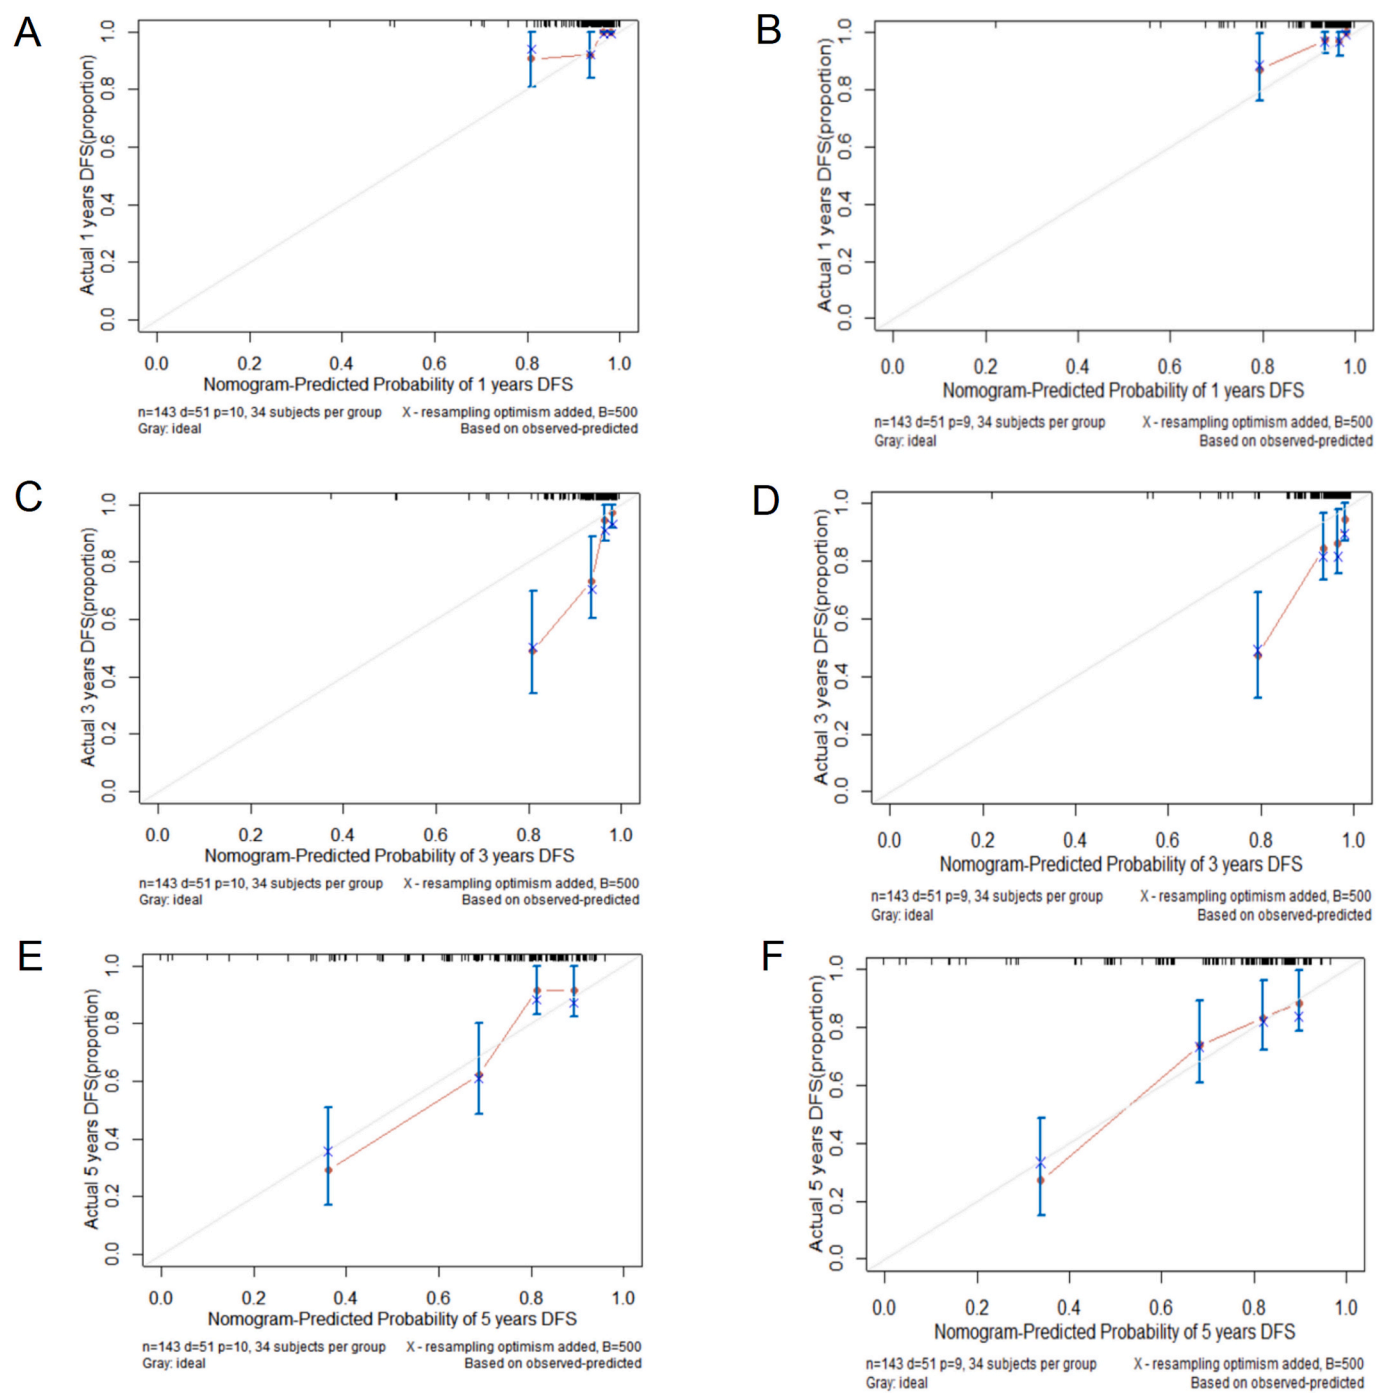 A
1.0
0.8
0.6
0.4
0.2
0.0
Actual 1 years DFS(proportion)
0.0 0.2 0.4 0.6 0.8 1.0
Nomogram-Predicted Probability of 1 years DFS
n=143 d=51 p=10, 34 subjects per group X - resampling optimism added, B=500
Gray: ideal Based on observed-predicted
B
1.0
0.8
0.6
0.4
0.2
0.0
Actual 1 years DFS(proportion)
0.0 0.2 0.4 0.6 0.8 1.0
Nomogram-Predicted Probability of 1 years DFS
n=143 d=51 p=9, 34 subjects per group X - resampling optimism added, B=500
Gray: ideal Based on observed-predicted
C
1.0
0.8
0.6
0.4
0.2
0.0
Actual 3 years DFS(proportion)
0.0 0.2 0.4 0.6 0.8 1.0
Nomogram-Predicted Probability of 3 years DFS
n=143 d=51 p=10, 34 subjects per group X - resampling optimism added, B=500
Gray: ideal Based on observed-predicted
D
1.0
0.8
0.6
0.4
0.2
0.0
Actual 3 years DFS(proportion)
0.0 0.2 0.4 0.6 0.8 1.0
Nomogram-Predicted Probability of 3 years DFS
n=143 d=51 p=9, 34 subjects per group X - resampling optimism added, B=500
Gray: ideal Based on observed-predicted
E
1.0
0.8
0.6
0.4
0.2
0.0
Actual 5 years DFS(proportion)
0.0 0.2 0.4 0.6 0.8 1.0
Nomogram-Predicted Probability of 5 years DFS
n=143 d=51 p=10, 34 subjects per group X - resampling optimism added, B=500
Gray: ideal Based on observed-predicted
F
1.0
0.8
0.6
0.4
0.2
0.0
Actual 5 years DFS(proportion)
0.0 0.2 0.4 0.6 0.8 1.0
Nomogram-Predicted Probability of 5 years DFS
n=143 d=51 p=9, 34 subjects per group X - resampling optimism added, B=500
Gray: ideal Based on observed-predicted